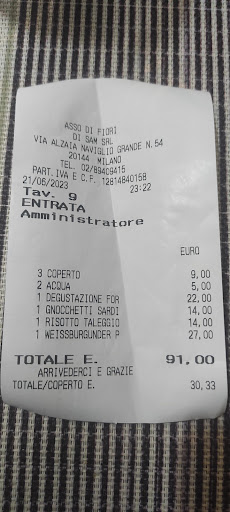 ASSO DI FIORI
DI SAM SRL
VIA ALZAIA NAVIGLIO GRANDE N.54
20144 MILANO
TEL. 02/89409415
PART.IVA E C.F. 12814840158
21/06/2023 23:22
Tav. 9
ENTRATA
Amministratore
EURO
3 COPERTO 9,00
2 ACQUA 5,00
1 DEGUSTAZIONE FOR 22,00
1 GNOCCHETTI SARDI 14,00
1 RISOTTO TALEGGIO 14,00
1 WEISSBURGUNDER P 27,00
TOTALE E. 91,00
ARRIVEDERCI E GRAZIE
TOTALE/COPERTO E. 30,33